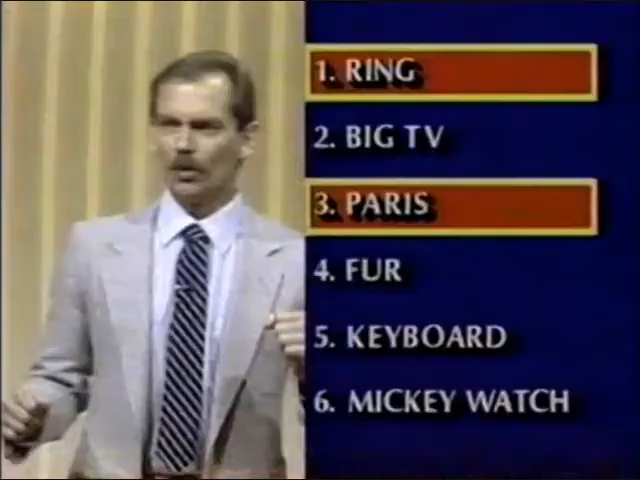 1. RING
2. BIG TV
3. PARIS
4. FUR
5. KEYBOARD
6. MICKEY WATCH